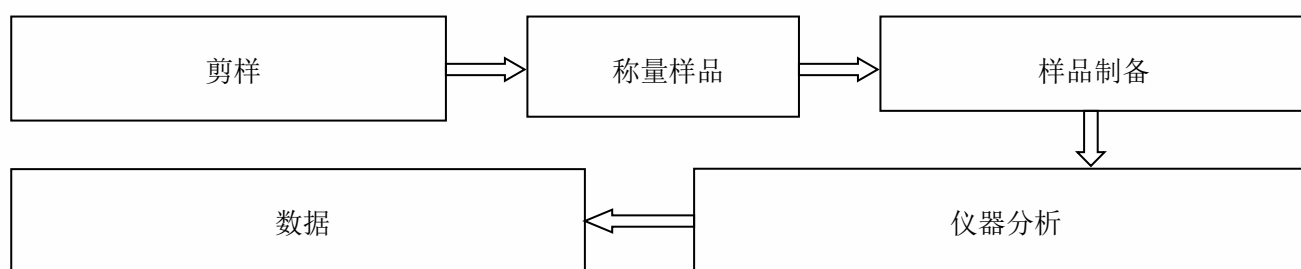 剪样
称量样品
样品制备
仪器分析
数据